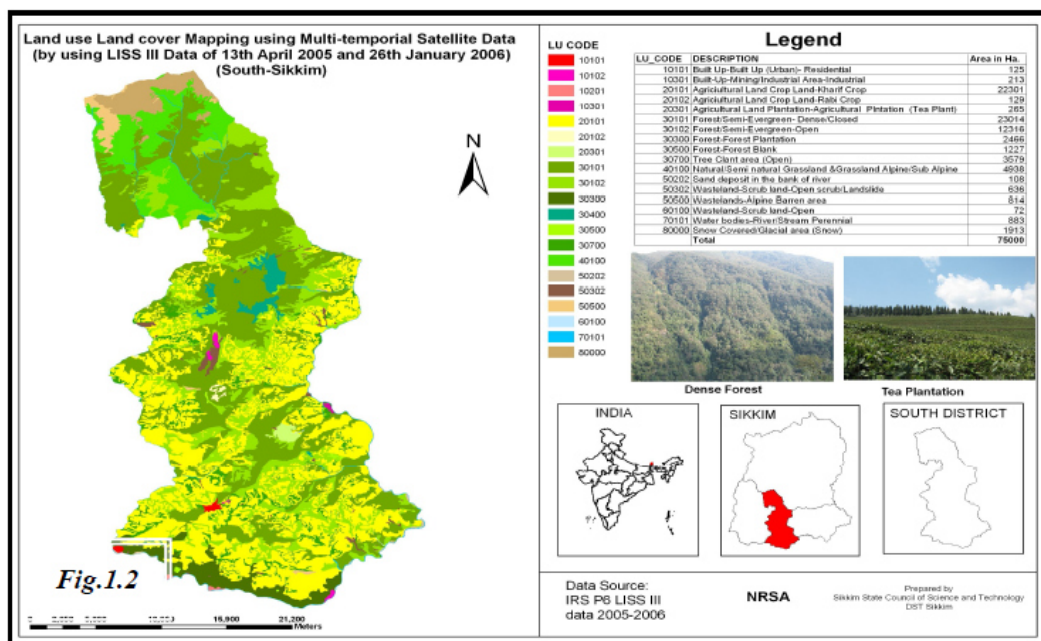 Land use Land cover Mapping using Multi-temporial Satellite Data
(by using LISS III Data of 13th April 2005 and 26th January 2006)
(South-Sikkim)
N
Fig.1.2
Meters
LU CODE
10101
10102
10201
10301
20101
20102
20301
30101
30102
30300
30400
30500
30700
40100
50202
50302
50500
60100
70101
80000
Legend
LU_CODE DESCRIPTION Area in Ha.
10101 Built Up-Built Up (Urban)- Residential 125
10301 Built-Up-Mining/Industrial Area-Industrial 213
20101 Agricultural Land Crop Land-Kharif Crop 22301
20102 Agricultural Land Crop Land-Rabi Crop 129
20301 Agricultural Land Plantation-Agricultural Plntation (Tea Plant) 265
30101 Forest/Semi-Evergreen- Dense/Closed 23014
30102 Forest/Semi-Evergreen-Open 12316
30300 Forest-Forest Plantation 2466
30500 Forest-Forest Blank 1227
30700 Tree Clant area (Open) 3579
40100 Natural/Semi natural Grassland &Grassland Alpine/Sub Alpine 4938
50202 Sand deposit in the bank of river 108
50302 Wasteland-Scrub land-Open scrub/Landslide 636
50500 Wastelands-Alpine Barren area 814
60100 Wasteland-Scrub land-Open 72
70101 Water bodies-River/Stream Perennial 883
80000 Snow Covered/Glacial area (Snow) 1913
Total 75000
Dense Forest
Tea Plantation
INDIA
SIKKIM
SOUTH DISTRICT
Data Source:
IRS P6 LISS III
data 2005-2006
NRSA
Prepared by
Sikkim State Council of Science and Technology
DST Sikkim